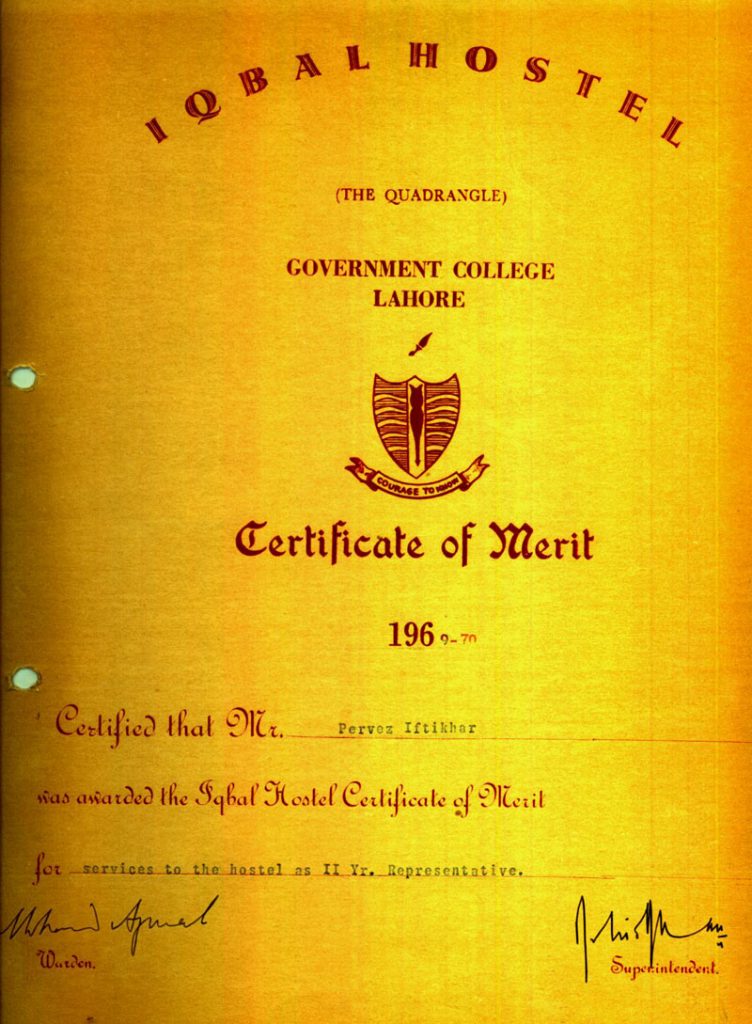 IQBAL HOSTEL
(THE QUADRANGLE)
GOVERNMENT COLLEGE
LAHORE
COURAGE TO KNOW
Certificate of Merit
1969-70
Certified that Mr. Pervez Iftikhar
was awarded the Iqbal Hostel Certificate of Merit
for services to the hostel as II Yr. Representative.
Warden.
Superintendent.